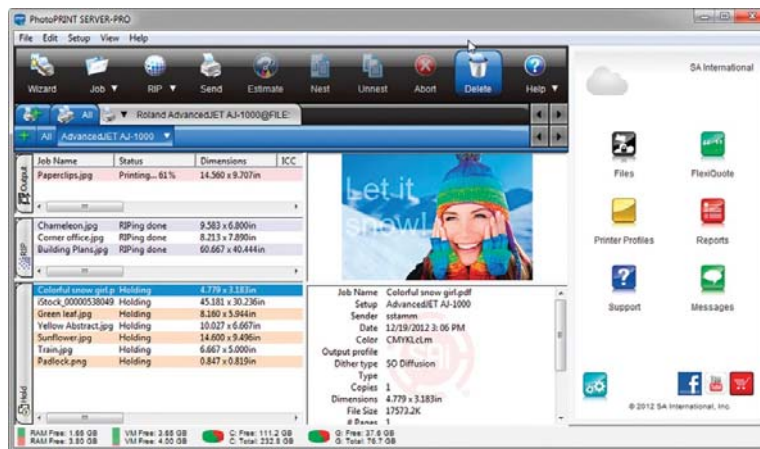 PhotoPRINT SERVER-PRO
File Edit Setup View Help
Wizard Job RIP Send Estimate Nest Unnest Abort Delete Help
All Roland AdvancedJET AJ-1000@FILE:
All AdvancedJET AJ-1000
Output
Job Name Status Dimensions ICC
Paperclips.jpg Printing... 61% 14.560 x 9.707in
RIP
Chameleon.jpg RIPing done 9.583 x 6.800in
Corner office.jpg RIPing done 8.213 x 7.890in
Building Plans.jpg RIPing done 60.667 x 40.444in
Hold
Colorful snow girl.p Holding 4.779 x 3.183in
iStock_00000538049 Holding 45.181 x 30.236in
Green leaf.jpg Holding 8.160 x 5.944in
Yellow Abstract.jpg Holding 10.027 x 6.667in
Sunflower.jpg Holding 14.600 x 9.496in
Train.jpg Holding 6.667 x 5.000in
Padlock.png Holding 0.847 x 0.819in
Let it
snow!
Job Name Colorful snow girl.pdf
Setup AdvancedJET AJ-1000
Sender sstamm
Date 12/19/2012 3:06 PM
Color CMYKLcLm
Output profile
Dither type SO Diffusion
Type
Copies 1
Dimensions 4.779 x 3.183in
File Size 17573.2K
# Pages 1
SA International
Files FlexiQuote
Printer Profiles Reports
Support Messages
© 2012 SA International, Inc.
RAM Free: 1.65 GB VM Free: 3.65 GB C: Free: 111.2 GB G: Free: 37.6 GB
RAM Free: 3.80 GB VM Free: 4.00 GB C: Total: 232.8 GB G: Total: 76.7 GB